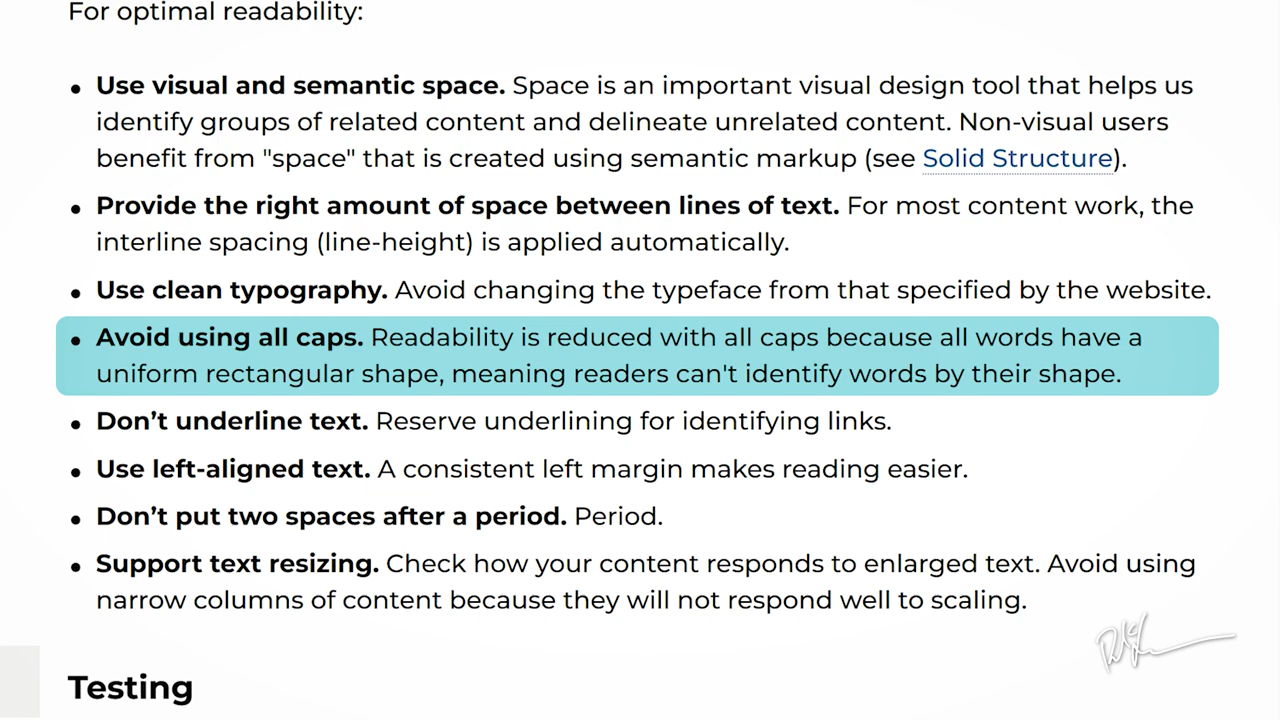 For optimal readability:
• Use visual and semantic space. Space is an important visual design tool that helps us
identify groups of related content and delineate unrelated content. Non-visual users
benefit from "space" that is created using semantic markup (see Solid Structure).
• Provide the right amount of space between lines of text. For most content work, the
interline spacing (line-height) is applied automatically.
• Use clean typography. Avoid changing the typeface from that specified by the website.
• Avoid using all caps. Readability is reduced with all caps because all words have a
uniform rectangular shape, meaning readers can't identify words by their shape.
• Don’t underline text. Reserve underlining for identifying links.
• Use left-aligned text. A consistent left margin makes reading easier.
• Don’t put two spaces after a period. Period.
• Support text resizing. Check how your content responds to enlarged text. Avoid using
narrow columns of content because they will not respond well to scaling.
Testing